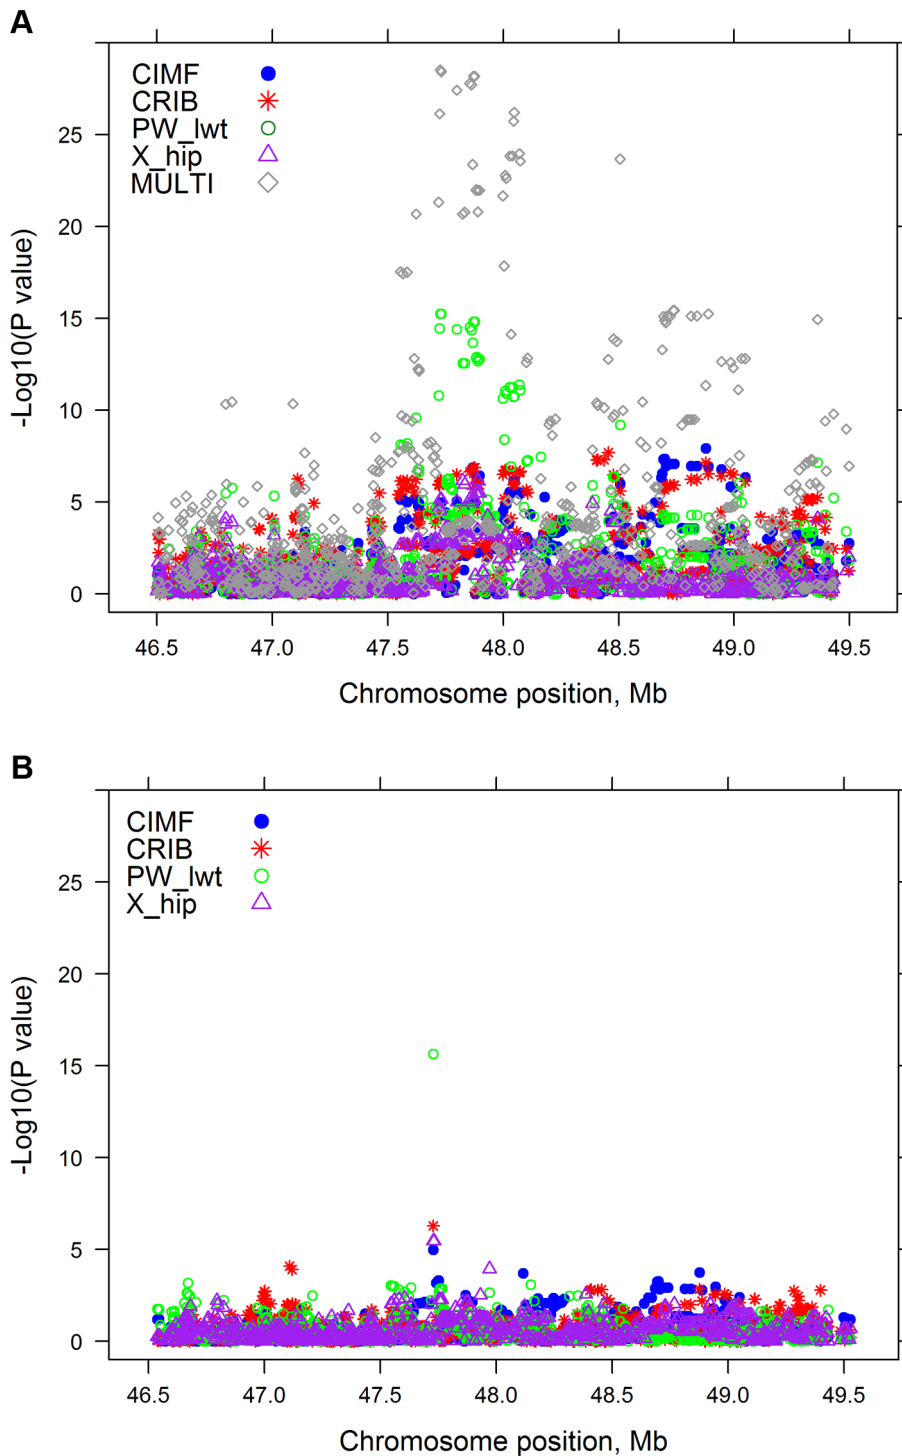 A
CIMF
CRIB
PW_lwt
X_hip
MULTI
25
20
15
10
5
0
-Log10(P value)
46.5 47.0 47.5 48.0 48.5 49.0 49.5
Chromosome position, Mb
B
CIMF
CRIB
PW_lwt
X_hip
25
20
15
10
5
0
-Log10(P value)
46.5 47.0 47.5 48.0 48.5 49.0 49.5
Chromosome position, Mb